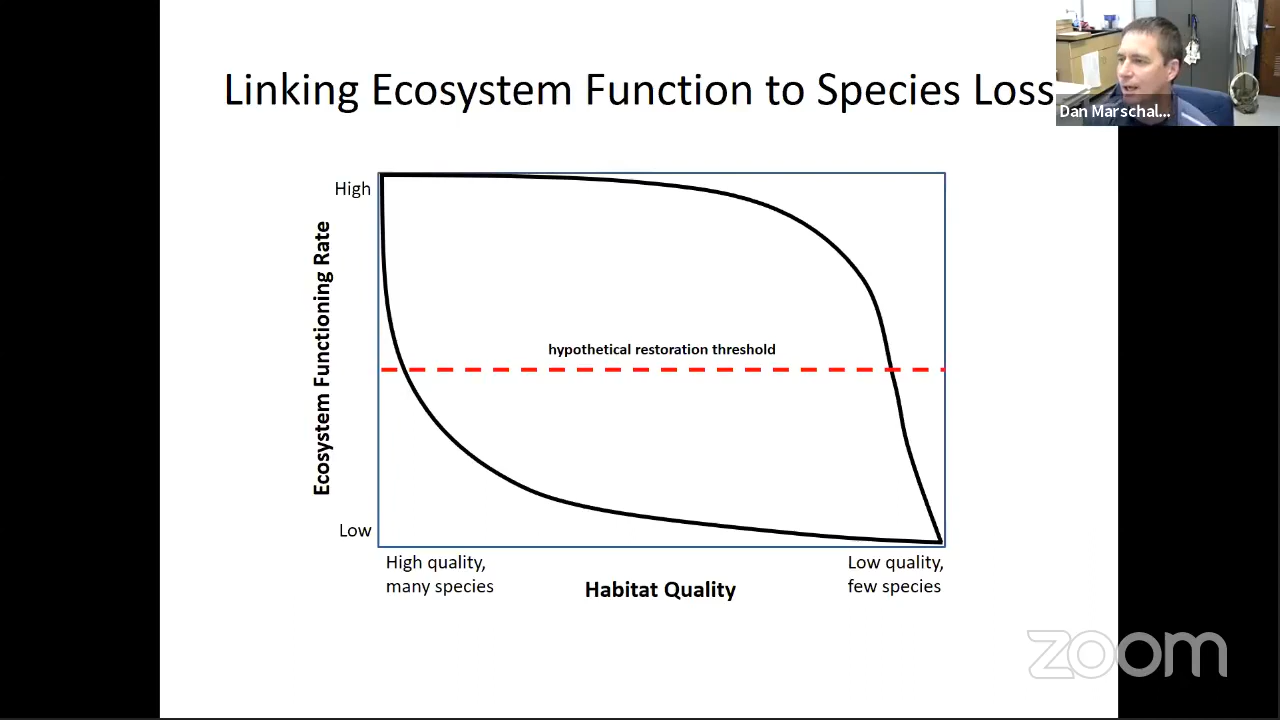 Linking Ecosystem Function to Species Loss
Dan Marschal...
High
Ecosystem Functioning Rate
hypothetical restoration threshold
Low
High quality,
many species
Habitat Quality
Low quality,
few species
zoom